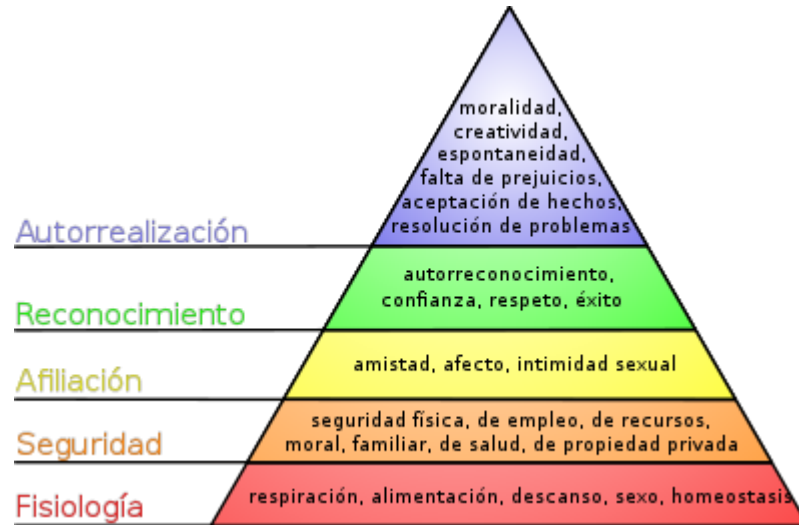 moralidad,
creatividad,
espontaneidad,
falta de prejuicios,
aceptación de hechos,
resolución de problemas
Autorrealización
autorreconocimiento,
confianza, respeto, éxito
Reconocimiento
amistad, afecto, intimidad sexual
Afiliación
seguridad física, de empleo, de recursos,
moral, familiar, de salud, de propiedad privada
Seguridad
respiración, alimentación, descanso, sexo, homeostasis
Fisiología